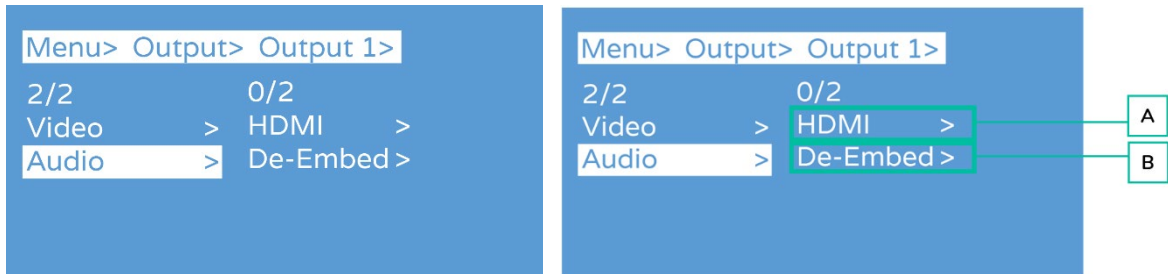 Menu> Output> Output 1>
2/2 0/2
Video > HDMI >
Audio > De-Embed >
Menu> Output> Output 1>
2/2 0/2
Video > HDMI >
Audio > De-Embed >
A
B